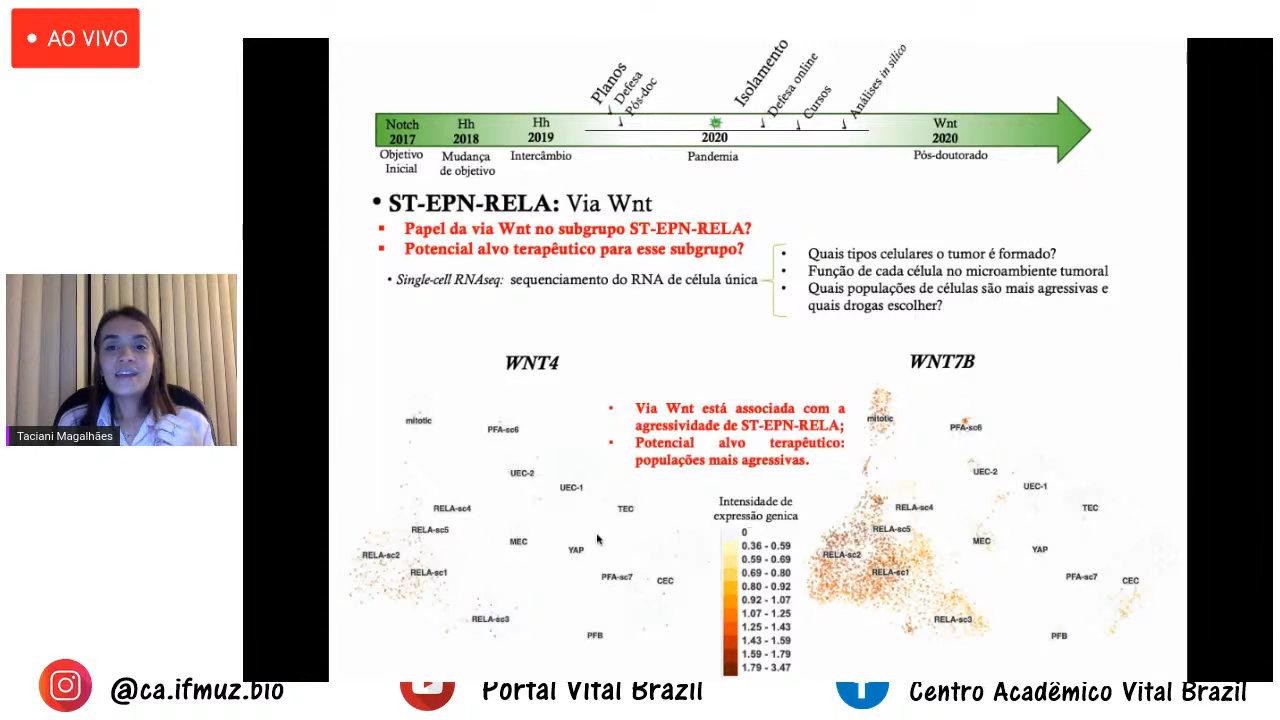 AO VIVO
Planos
Defesa
Pós-doc
Isolamento
Defesa online
Cursos
Análises in silico
Notch
2017
Hh
2018
Hh
2019
2020
Wnt
2020
Objetivo
Inicial
Mudança
de objetivo
Intercâmbio
Pandemia
Pós-doutorado
• ST-EPN-RELA: Via Wnt
▪ Papel da via Wnt no subgrupo ST-EPN-RELA?
▪ Potencial alvo terapêutico para esse subgrupo?
• Single-cell RNAseq: sequenciamento do RNA de célula única
• Quais tipos celulares o tumor é formado?
• Função de cada célula no microambiente tumoral
• Quais populações de células são mais agressivas e
quais drogas escolher?
WNT4
mitotic
PFA-sc6
UEC-2
UEC-1
RELA-sc4
TEC
RELA-sc5
MEC
YAP
RELA-sc2
RELA-sc1
PFA-sc7
CEC
RELA-sc3
PFB
▪ Via Wnt está associada com a
agressividade de ST-EPN-RELA;
▪ Potencial alvo terapêutico:
populações mais agressivas.
Intensidade de
expressão genica
0
0.36 - 0.59
0.59 - 0.69
0.69 - 0.80
0.80 - 0.92
0.92 - 1.07
1.07 - 1.25
1.25 - 1.43
1.43 - 1.59
1.59 - 1.79
1.79 - 3.47
WNT7B
mitotic
PFA-sc6
UEC-2
UEC-1
RELA-sc4
TEC
RELA-sc5
MEC
YAP
RELA-sc2
RELA-sc1
PFA-sc7
CEC
RELA-sc3
PFB
Taciani Magalhães
@ca.ifmuz.bio
Portal Vital Brazil
Centro Acadêmico Vital Brazil